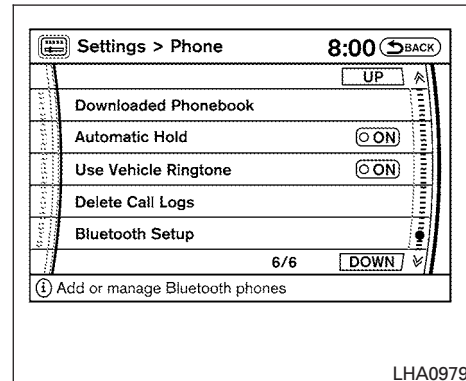 Settings > Phone 8:00 BACK
UP
Downloaded Phonebook
Automatic Hold ON
Use Vehicle Ringtone ON
Delete Call Logs
Bluetooth Setup
6/6 DOWN
i Add or manage Bluetooth phones
LHA0979